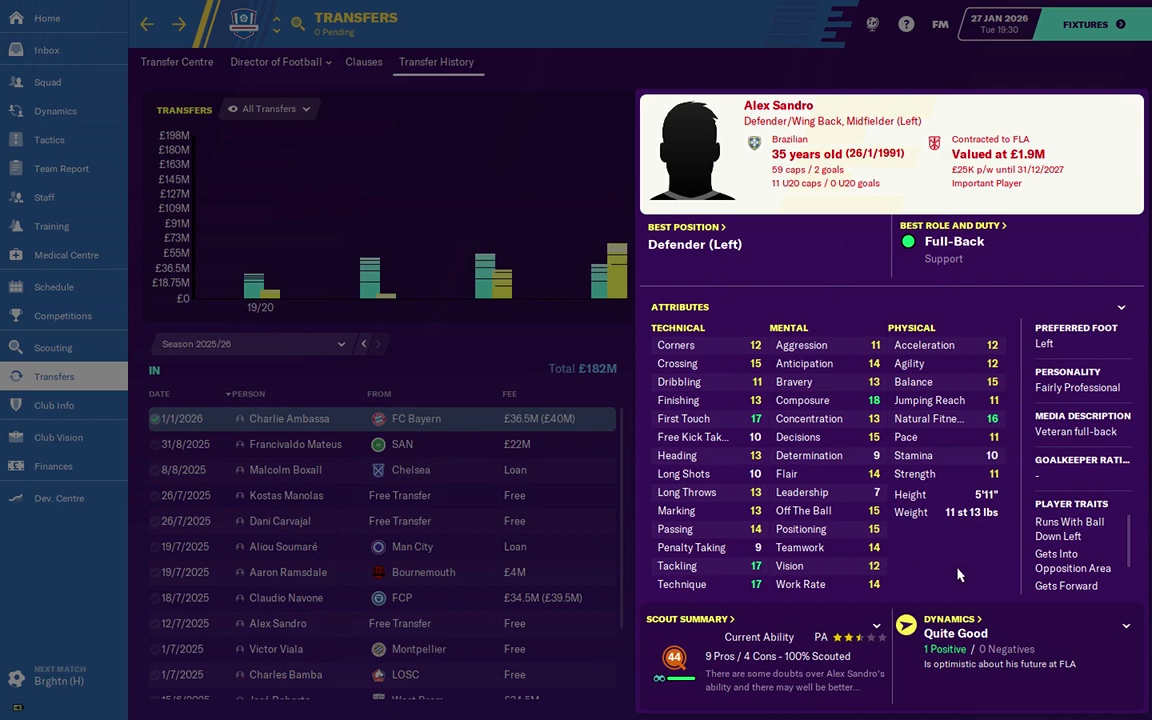 Home
Inbox
Squad
Dynamics
Tactics
Team Report
Staff
Training
Medical Centre
Schedule
Competitions
Scouting
Transfers
Club Info
Club Vision
Finances
Dev. Centre
NEXT MATCH
Brghtn (H)
TRANSFERS
0 Pending
FM
27 JAN 2026
Tue 19:30
FIXTURES
Transfer Centre Director of Football Clauses Transfer History
TRANSFERS All Transfers
£198M
£180M
£163M
£145M
£127M
£109M
£91M
£73M
£55M
£36.5M
£18.75M
£0
19/20
Season 2025/26
IN Total £182M
DATE PERSON FROM FEE
1/1/2026 Charlie Ambassa FC Bayern £36.5M (£40M)
31/8/2025 Francivaldo Mateus SAN £22M
8/8/2025 Malcolm Boxall Chelsea Loan
26/7/2025 Kostas Manolas Free Transfer Free
26/7/2025 Dani Carvajal Free Transfer Free
19/7/2025 Aliou Soumaré Man City Loan
19/7/2025 Aaron Ramsdale Bournemouth £4M
18/7/2025 Claudio Navone FCP £34.5M (£39.5M)
12/7/2025 Alex Sandro Free Transfer Free
1/7/2025 Victor Viala Montpellier Free
1/7/2025 Charles Bamba LOSC Free
Alex Sandro
Defender/Wing Back, Midfielder (Left)
Brazilian
35 years old (26/1/1991)
59 caps / 2 goals
11 U20 caps / 0 U20 goals
Contracted to FLA
Valued at £1.9M
£25K p/w until 31/12/2027
Important Player
BEST POSITION >
Defender (Left)
BEST ROLE AND DUTY >
Full-Back
Support
ATTRIBUTES
TECHNICAL MENTAL PHYSICAL
Corners 12 Aggression 11 Acceleration 12
Crossing 15 Anticipation 14 Agility 12
Dribbling 11 Bravery 13 Balance 15
Finishing 13 Composure 18 Jumping Reach 11
First Touch 17 Concentration 13 Natural Fitne... 16
Free Kick Tak... 10 Decisions 15 Pace 11
Heading 13 Determination 9 Stamina 10
Long Shots 10 Flair 14 Strength 11
Long Throws 13 Leadership 7 Height 5'11"
Marking 13 Off The Ball 15 Weight 11 st 13 lbs
Passing 14 Positioning 15
Penalty Taking 9 Teamwork 14
Tackling 17 Vision 12
Technique 17 Work Rate 14
PREFERRED FOOT
Left
PERSONALITY
Fairly Professional
MEDIA DESCRIPTION
Veteran full-back
GOALKEEPER RATI...
-
PLAYER TRAITS
Runs With Ball
Down Left
Gets Into
Opposition Area
Gets Forward
SCOUT SUMMARY >
Current Ability PA
44
9 Pros / 4 Cons - 100% Scouted
There are some doubts over Alex Sandro's
ability and there may well be better...
DYNAMICS >
Quite Good
1 Positive / 0 Negatives
Is optimistic about his future at FLA